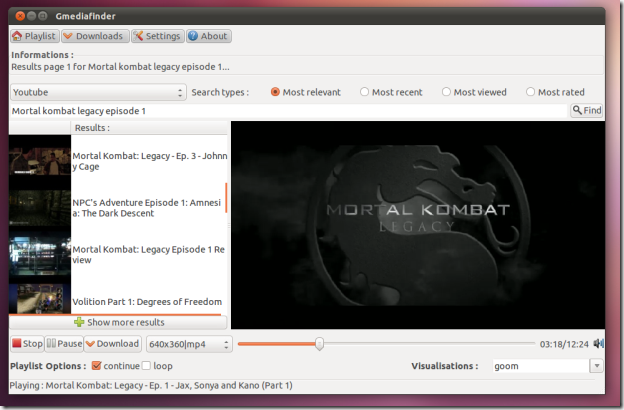 Gmediafinder
Playlist Downloads Settings About
Informations :
Results page 1 for Mortal kombat legacy episode 1...
Youtube Search types : Most relevant Most recent Most viewed Most rated
Mortal kombat legacy episode 1 Find
Results :
Mortal Kombat: Legacy - Ep. 3 - Johnn
y Cage
NPC's Adventure Episode 1: Amnesi
a: The Dark Descent
Mortal Kombat: Legacy Episode 1 Re
view
Volition Part 1: Degrees of Freedom
MORTAL KOMBAT
LEGACY
Show more results
Stop Pause Download 640x360|mp4 03:18/12:24
Playlist Options : continue loop Visualisations : goom
Playing : Mortal Kombat: Legacy - Ep. 1 - Jax, Sonya and Kano (Part 1)